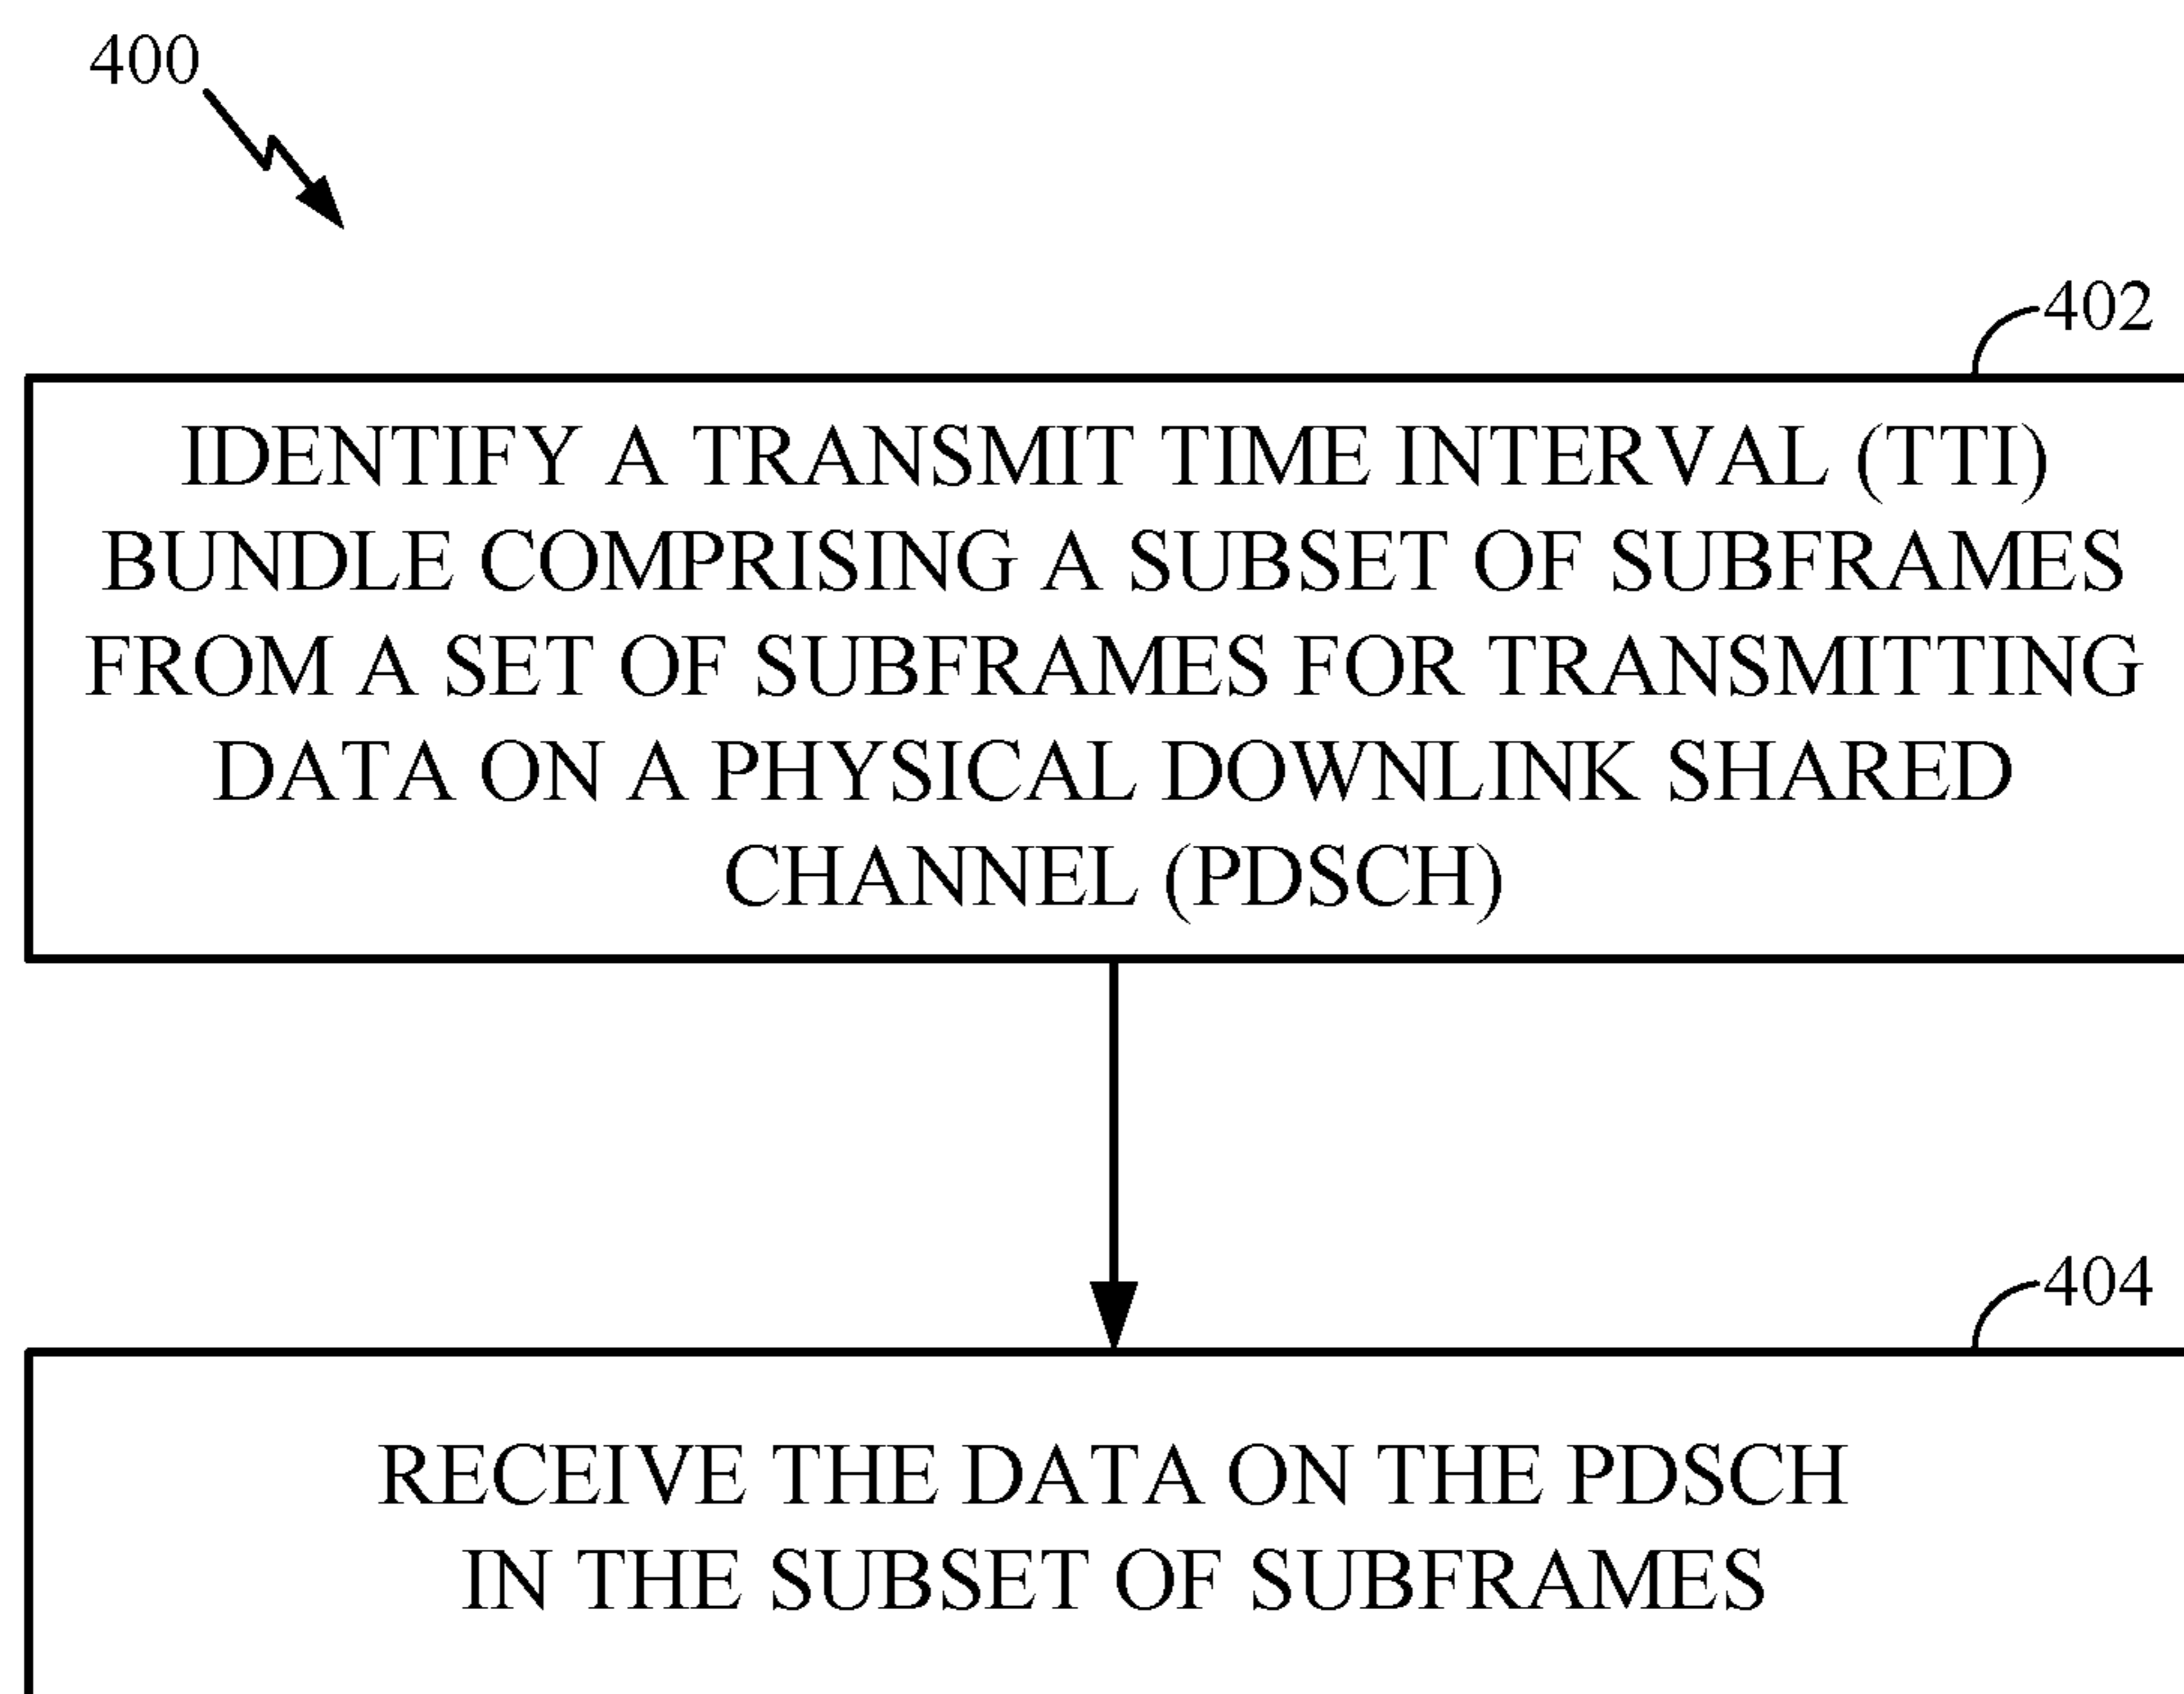 400
402
IDENTIFY A TRANSMIT TIME INTERVAL (TTI)
BUNDLE COMPRISING A SUBSET OF SUBFRAMES
FROM A SET OF SUBFRAMES FOR TRANSMITTING
DATA ON A PHYSICAL DOWNLINK SHARED
CHANNEL (PDSCH)
404
RECEIVE THE DATA ON THE PDSCH
IN THE SUBSET OF SUBFRAMES